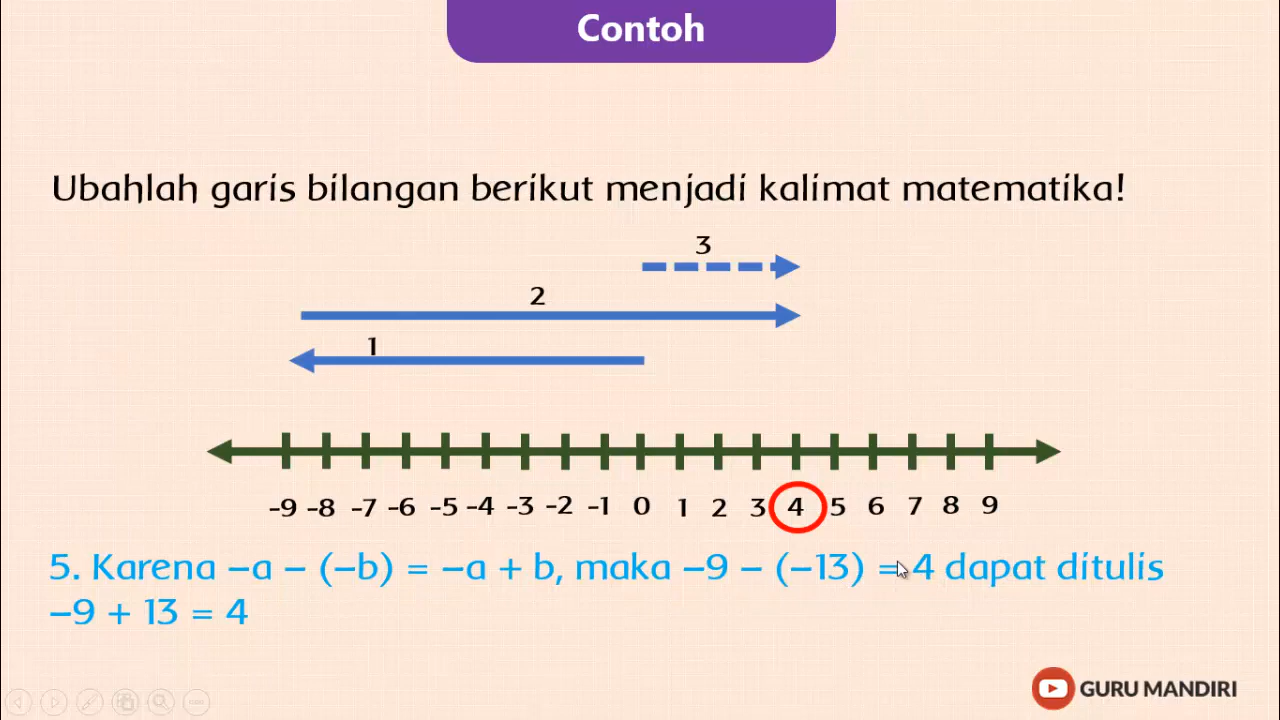 Contoh
Ubahlah garis bilangan berikut menjadi kalimat matematika!
3
2
1
-9 -8 -7 -6 -5 -4 -3 -2 -1 0 1 2 3 4 5 6 7 8 9
5. Karena –a – (–b) = –a + b, maka –9 – (–13) = 4 dapat ditulis
–9 + 13 = 4
GURU MANDIRI